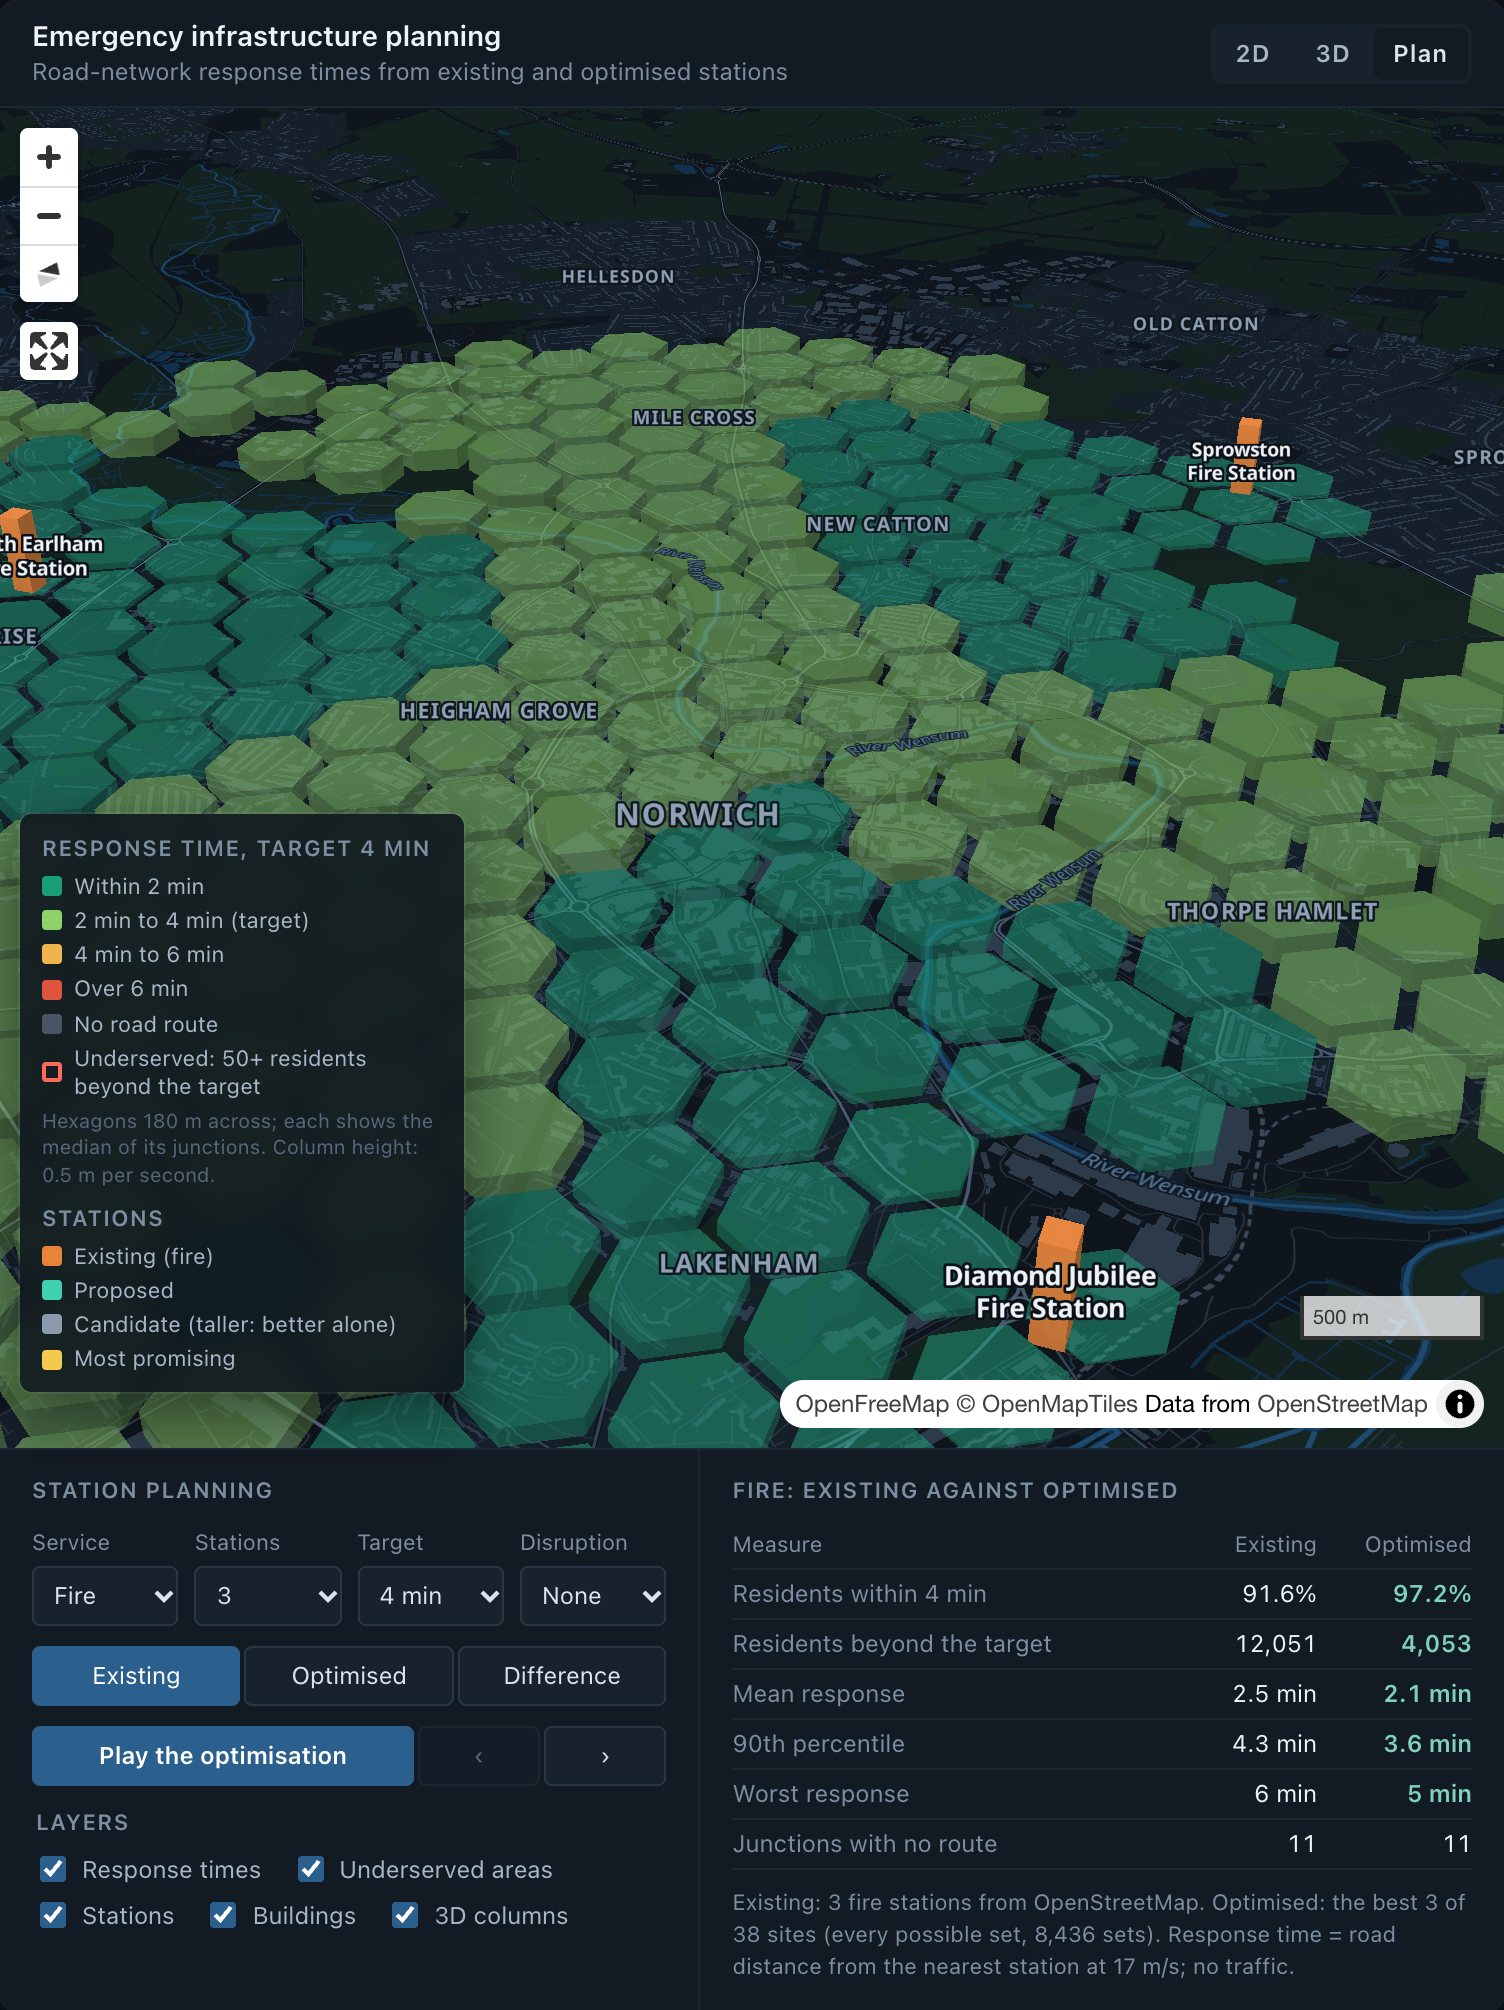 Emergency infrastructure planning
Road-network response times from existing and optimised stations
2D 3D Plan
HELLESDON
OLD CATTON
MILE CROSS
Sprowston
Fire Station
SPRO
NEW CATTON
th Earlham
e Station
River Wensum
RISE
HEIGHAM GROVE
River Wensum
NORWICH
River Wensum
THORPE HAMLET
RESPONSE TIME, TARGET 4 MIN
Within 2 min
2 min to 4 min (target)
4 min to 6 min
Over 6 min
No road route
Underserved: 50+ residents
beyond the target
Hexagons 180 m across; each shows the
median of its junctions. Column height:
0.5 m per second.
STATIONS
Existing (fire)
Proposed
Candidate (taller: better alone)
Most promising
River Wensum
LAKENHAM
Diamond Jubilee
Fire Station
500 m
OpenFreeMap © OpenMapTiles Data from OpenStreetMap
STATION PLANNING
Service Stations Target Disruption
Fire 3 4 min None
Existing Optimised Difference
Play the optimisation ‹ ›
LAYERS
Response times Underserved areas
Stations Buildings 3D columns
FIRE: EXISTING AGAINST OPTIMISED
Measure Existing Optimised
Residents within 4 min 91.6% 97.2%
Residents beyond the target 12,051 4,053
Mean response 2.5 min 2.1 min
90th percentile 4.3 min 3.6 min
Worst response 6 min 5 min
Junctions with no route 11 11
Existing: 3 fire stations from OpenStreetMap. Optimised: the best 3 of
38 sites (every possible set, 8,436 sets). Response time = road
distance from the nearest station at 17 m/s; no traffic.